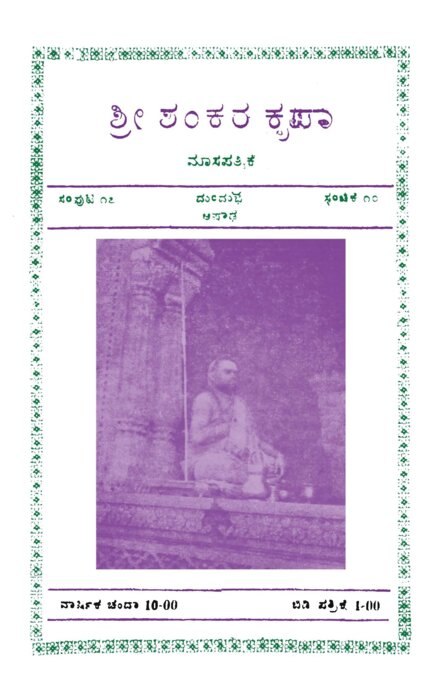 ಶ್ರೀ ಶಂಕರ ಕೃಪಾ
ಮಾಸಪತ್ರಿಕೆ
ಸಂಪುಟ ೧೭ ದುಂದುಭಿ ಸಂಚಿಕೆ ೧೦
ಆಷಾಢ
ವಾರ್ಷಿಕ ಚಂದಾ 10-00 ಬಿಡಿ ಪತ್ರಿಕೆ 1-00